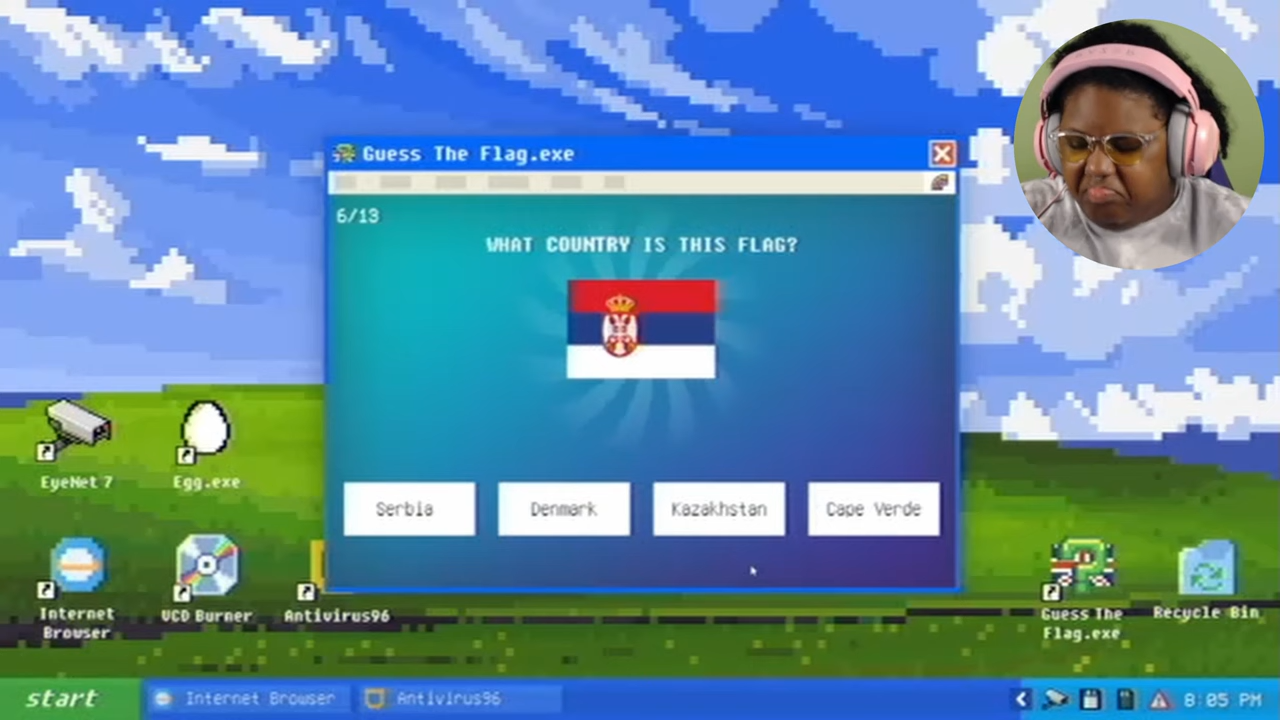 Guess The Flag.exe
6/13
WHAT COUNTRY IS THIS FLAG?
Serbia
Denmark
Kazakhstan
Cape Verde
EyeNet 7
Egg.exe
Internet
Browser
VCD Burner
Antivirus96
Guess The
Flag.exe
Recycle Bin
start
Internet Browser
Antivirus96
8:05 PM